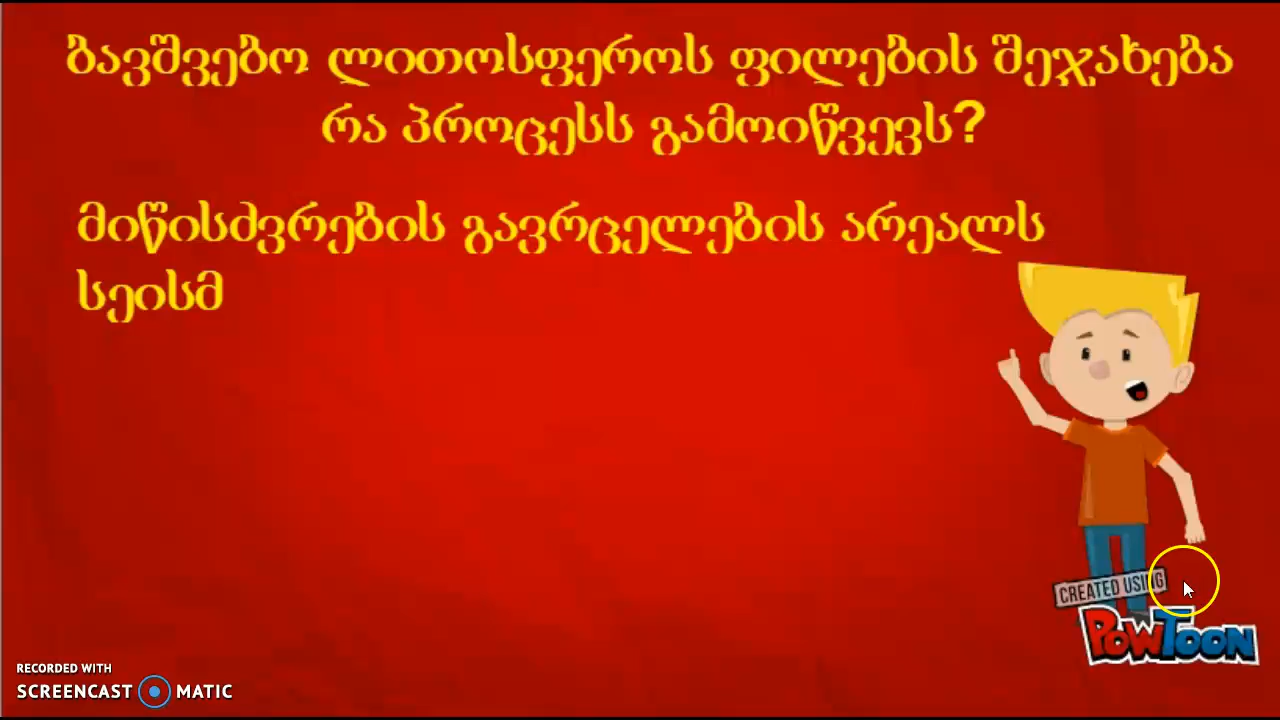 ბავშვებო ლითოსფეროს ფილების შეჯახება
რა პროცესს გამოიწვევს?
მიწისძვრების გავრცელების არეალს
სეისმ
CREATED USING
POWTOON
RECORDED WITH
SCREENCAST MATIC